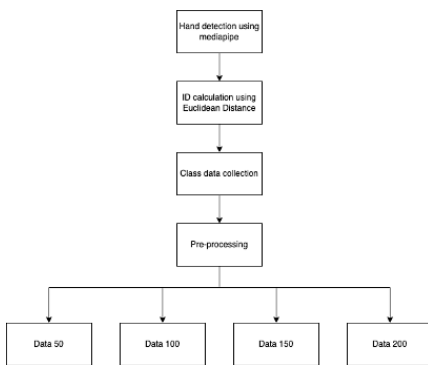 Hand detection using
mediapipe
ID calculation using
Euclidean Distance
Class data collection
Pre-processing
Data 50
Data 100
Data 150
Data 200